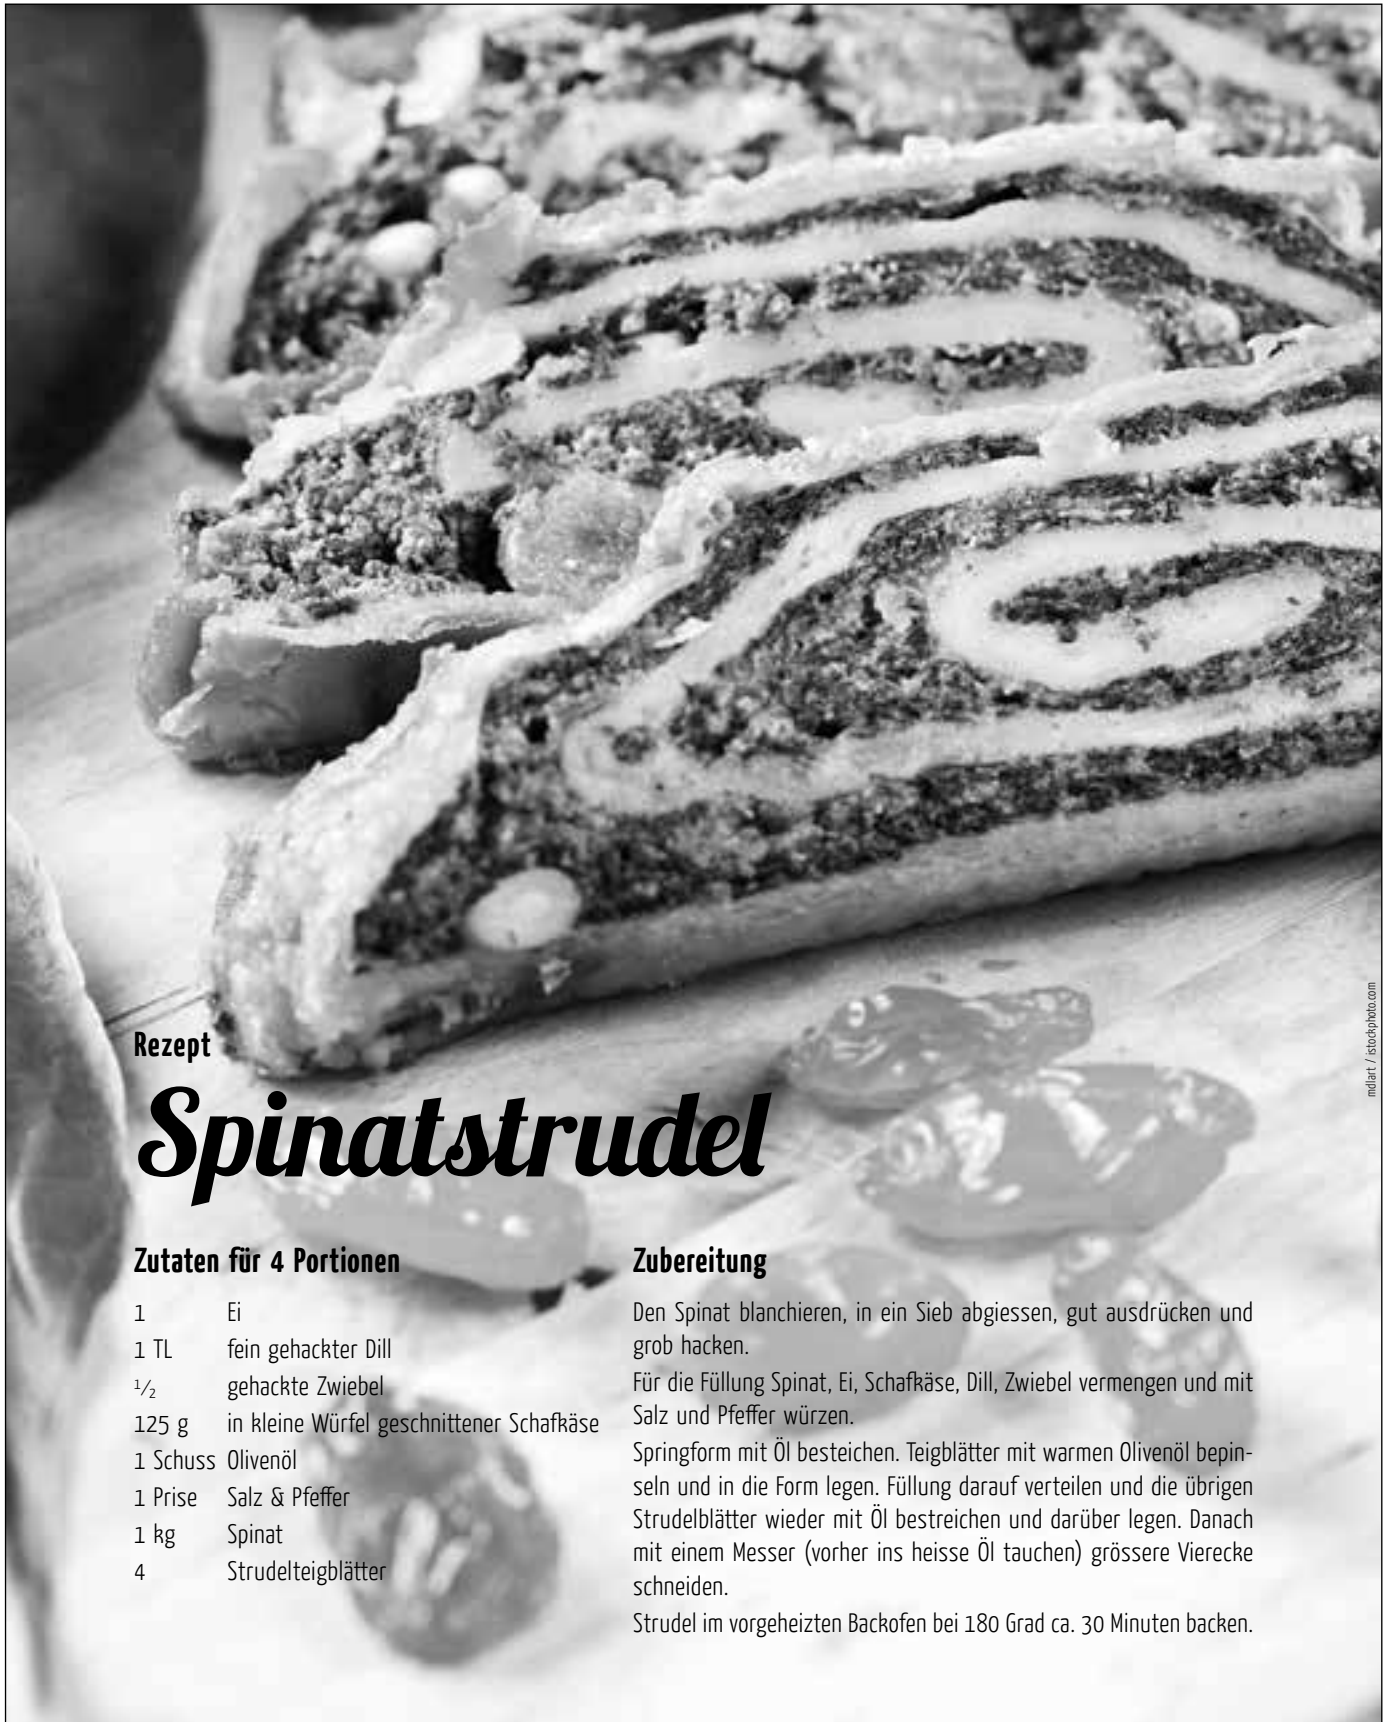 mdlart / istockphoto.com
Rezept
Spinatstrudel
Zutaten für 4 Portionen
1 Ei
1 TL fein gehackter Dill
1/2 gehackte Zwiebel
125 g in kleine Würfel geschnittener Schafkäse
1 Schuss Olivenöl
1 Prise Salz & Pfeffer
1 kg Spinat
4 Strudelteigblätter
Zubereitung
Den Spinat blanchieren, in ein Sieb abgiessen, gut ausdrücken und
grob hacken.
Für die Füllung Spinat, Ei, Schafkäse, Dill, Zwiebel vermengen und mit
Salz und Pfeffer würzen.
Springform mit Öl besteichen. Teigblätter mit warmen Olivenöl bepin-
seln und in die Form legen. Füllung darauf verteilen und die übrigen
Strudelblätter wieder mit Öl bestreichen und darüber legen. Danach
mit einem Messer (vorher ins heisse Öl tauchen) grössere Vierecke
schneiden.
Strudel im vorgeheizten Backofen bei 180 Grad ca. 30 Minuten backen.